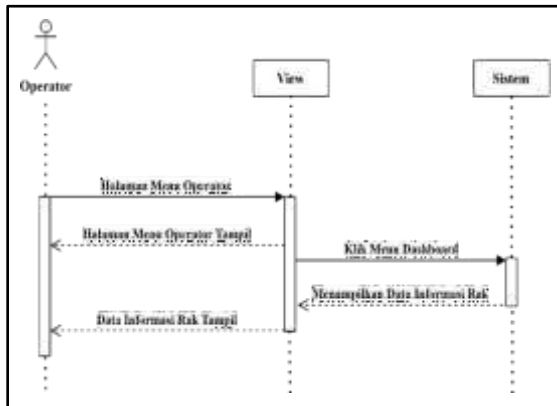 Operator
View
Sistem
Halaman Menu Operator
Halaman Menu Operator Tampil
Klik Menu Dashboard
Menampilkan Data Informasi Rak
Data Informasi Rak Tampil